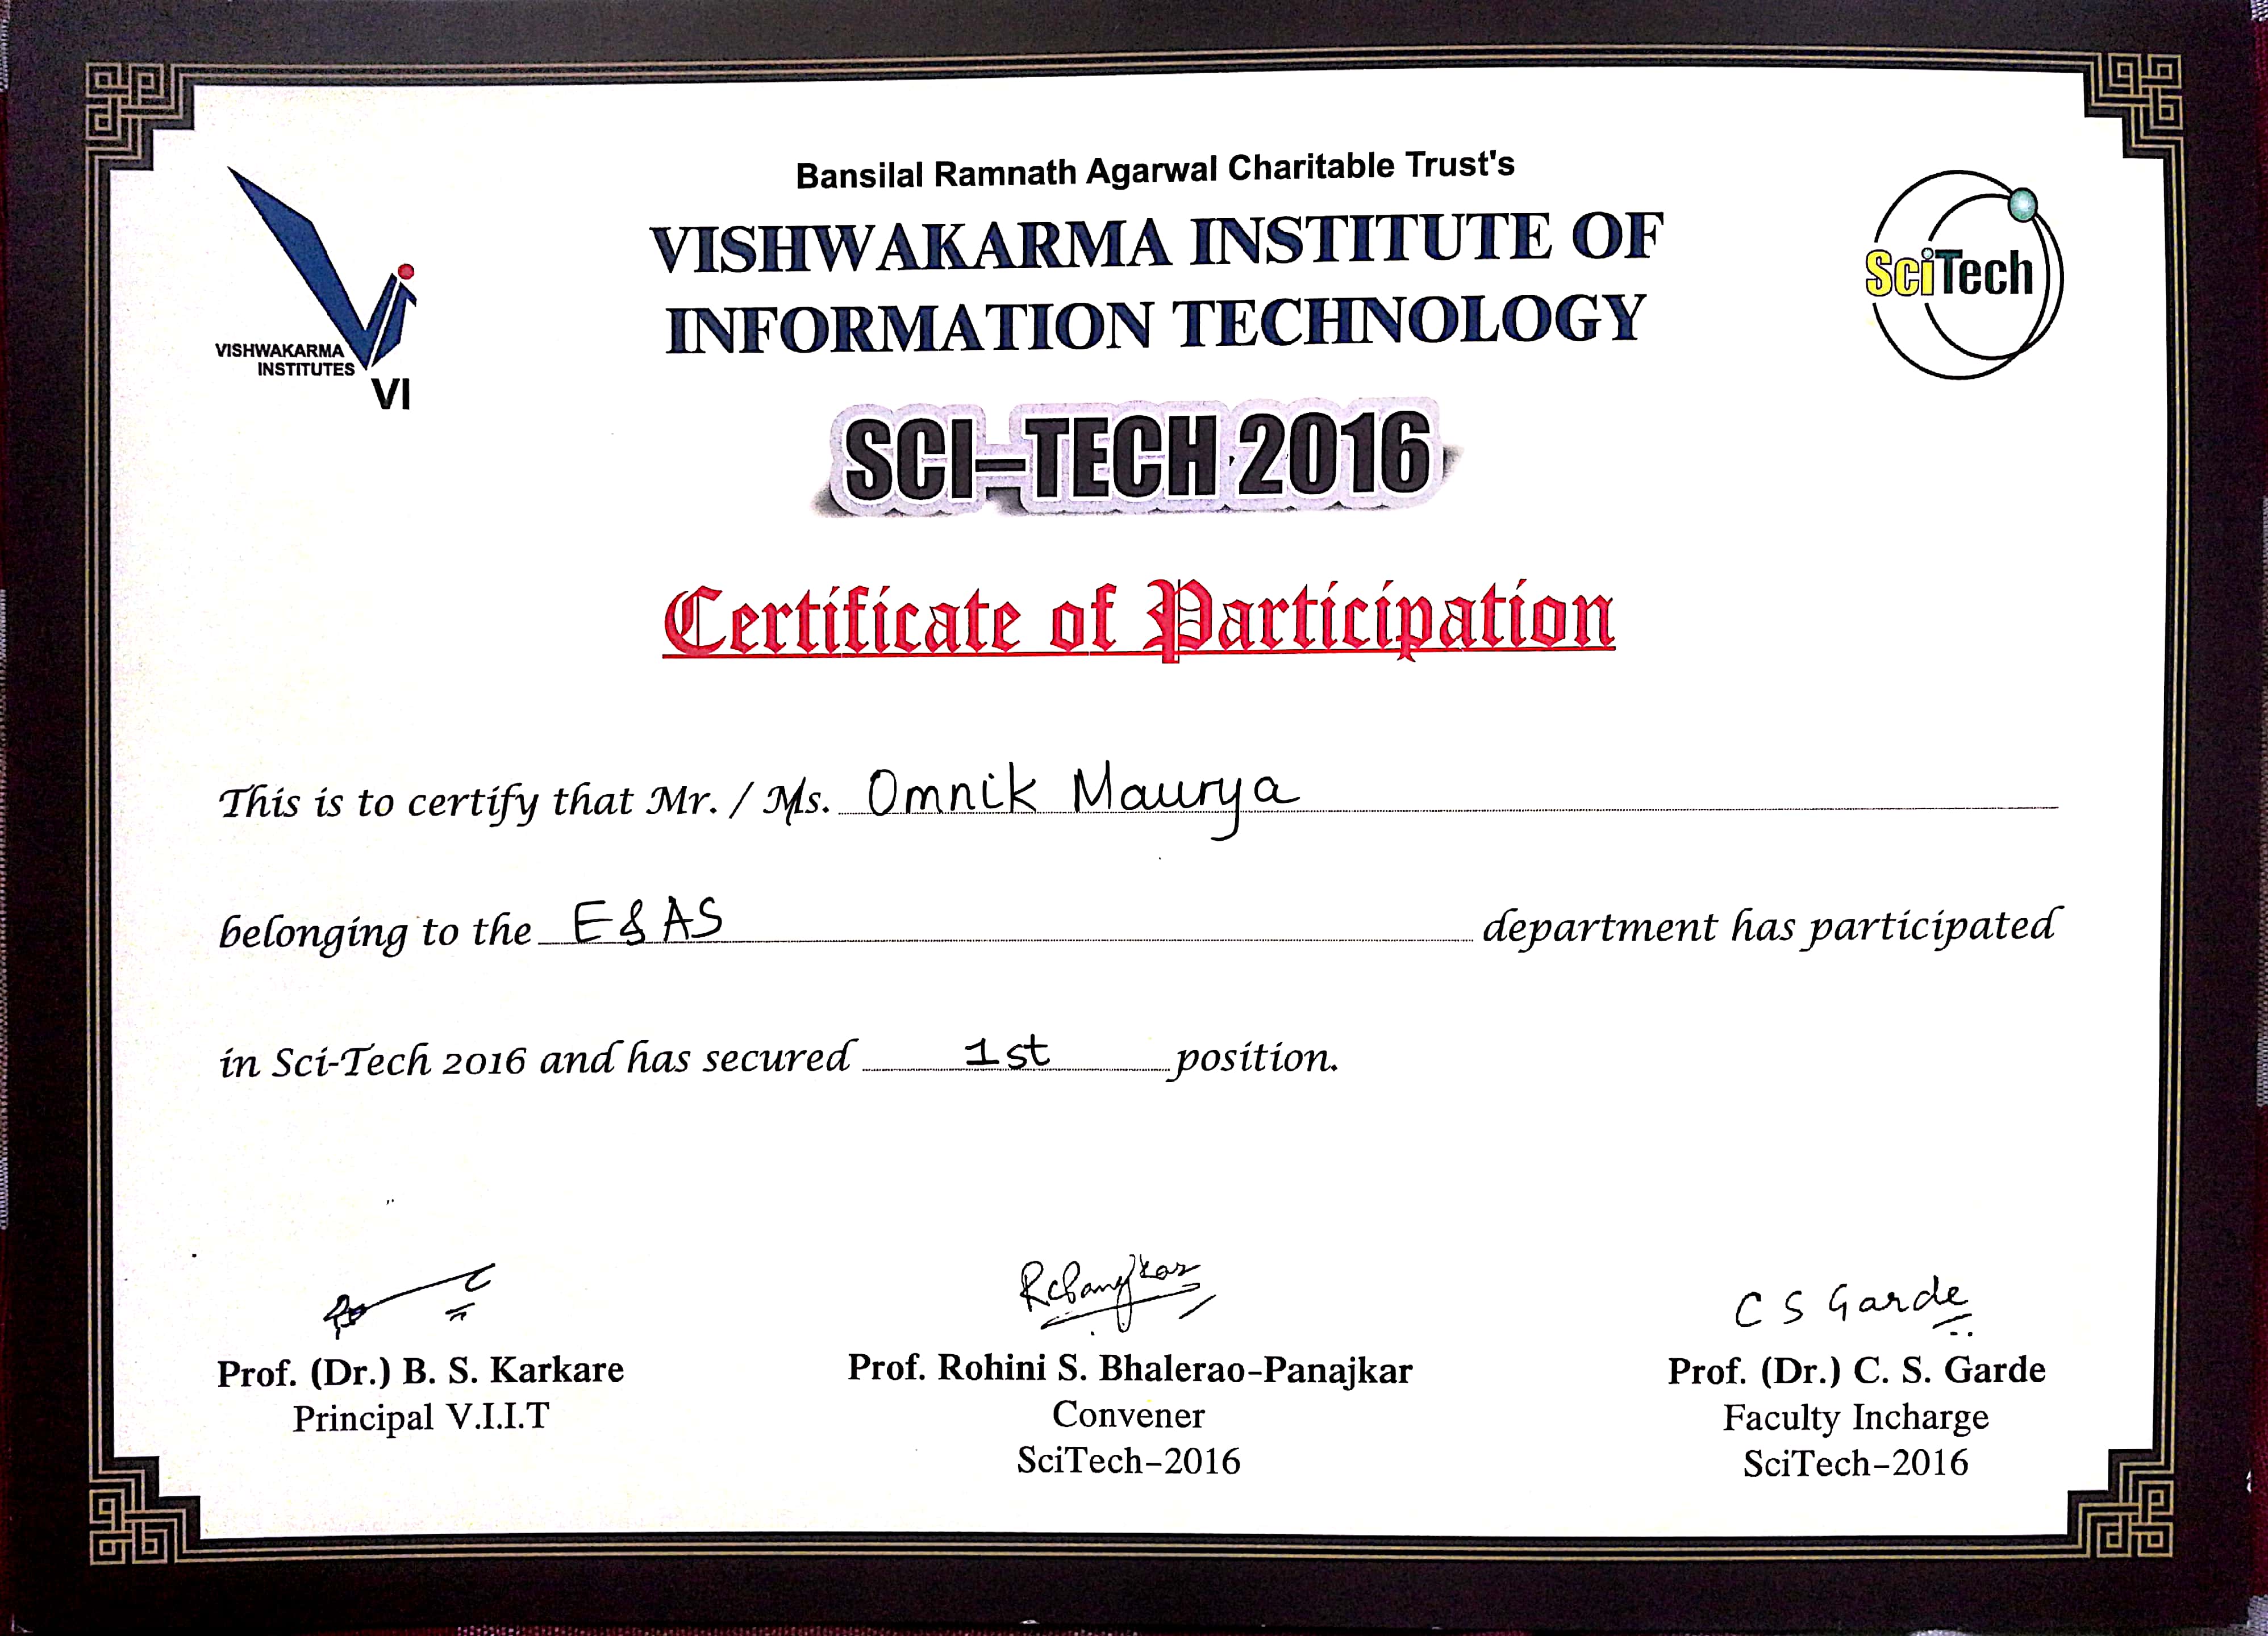 Bansilal Ramnath Agarwal Charitable Trust's
VISHWAKARMA INSTITUTE OF
INFORMATION TECHNOLOGY
VISHWAKARMA
INSTITUTES
VI
SciTech
SCI-TECH 2016
Certificate of Participation
This is to certify that Mr. / Ms. Omnik Maurya
belonging to the E & AS department has participated
in Sci-Tech 2016 and has secured 1st position.
C S Garde
Prof. (Dr.) B. S. Karkare
Principal V.I.I.T
Prof. Rohini S. Bhalerao-Panajkar
Convener
SciTech-2016
Prof. (Dr.) C. S. Garde
Faculty Incharge
SciTech-2016